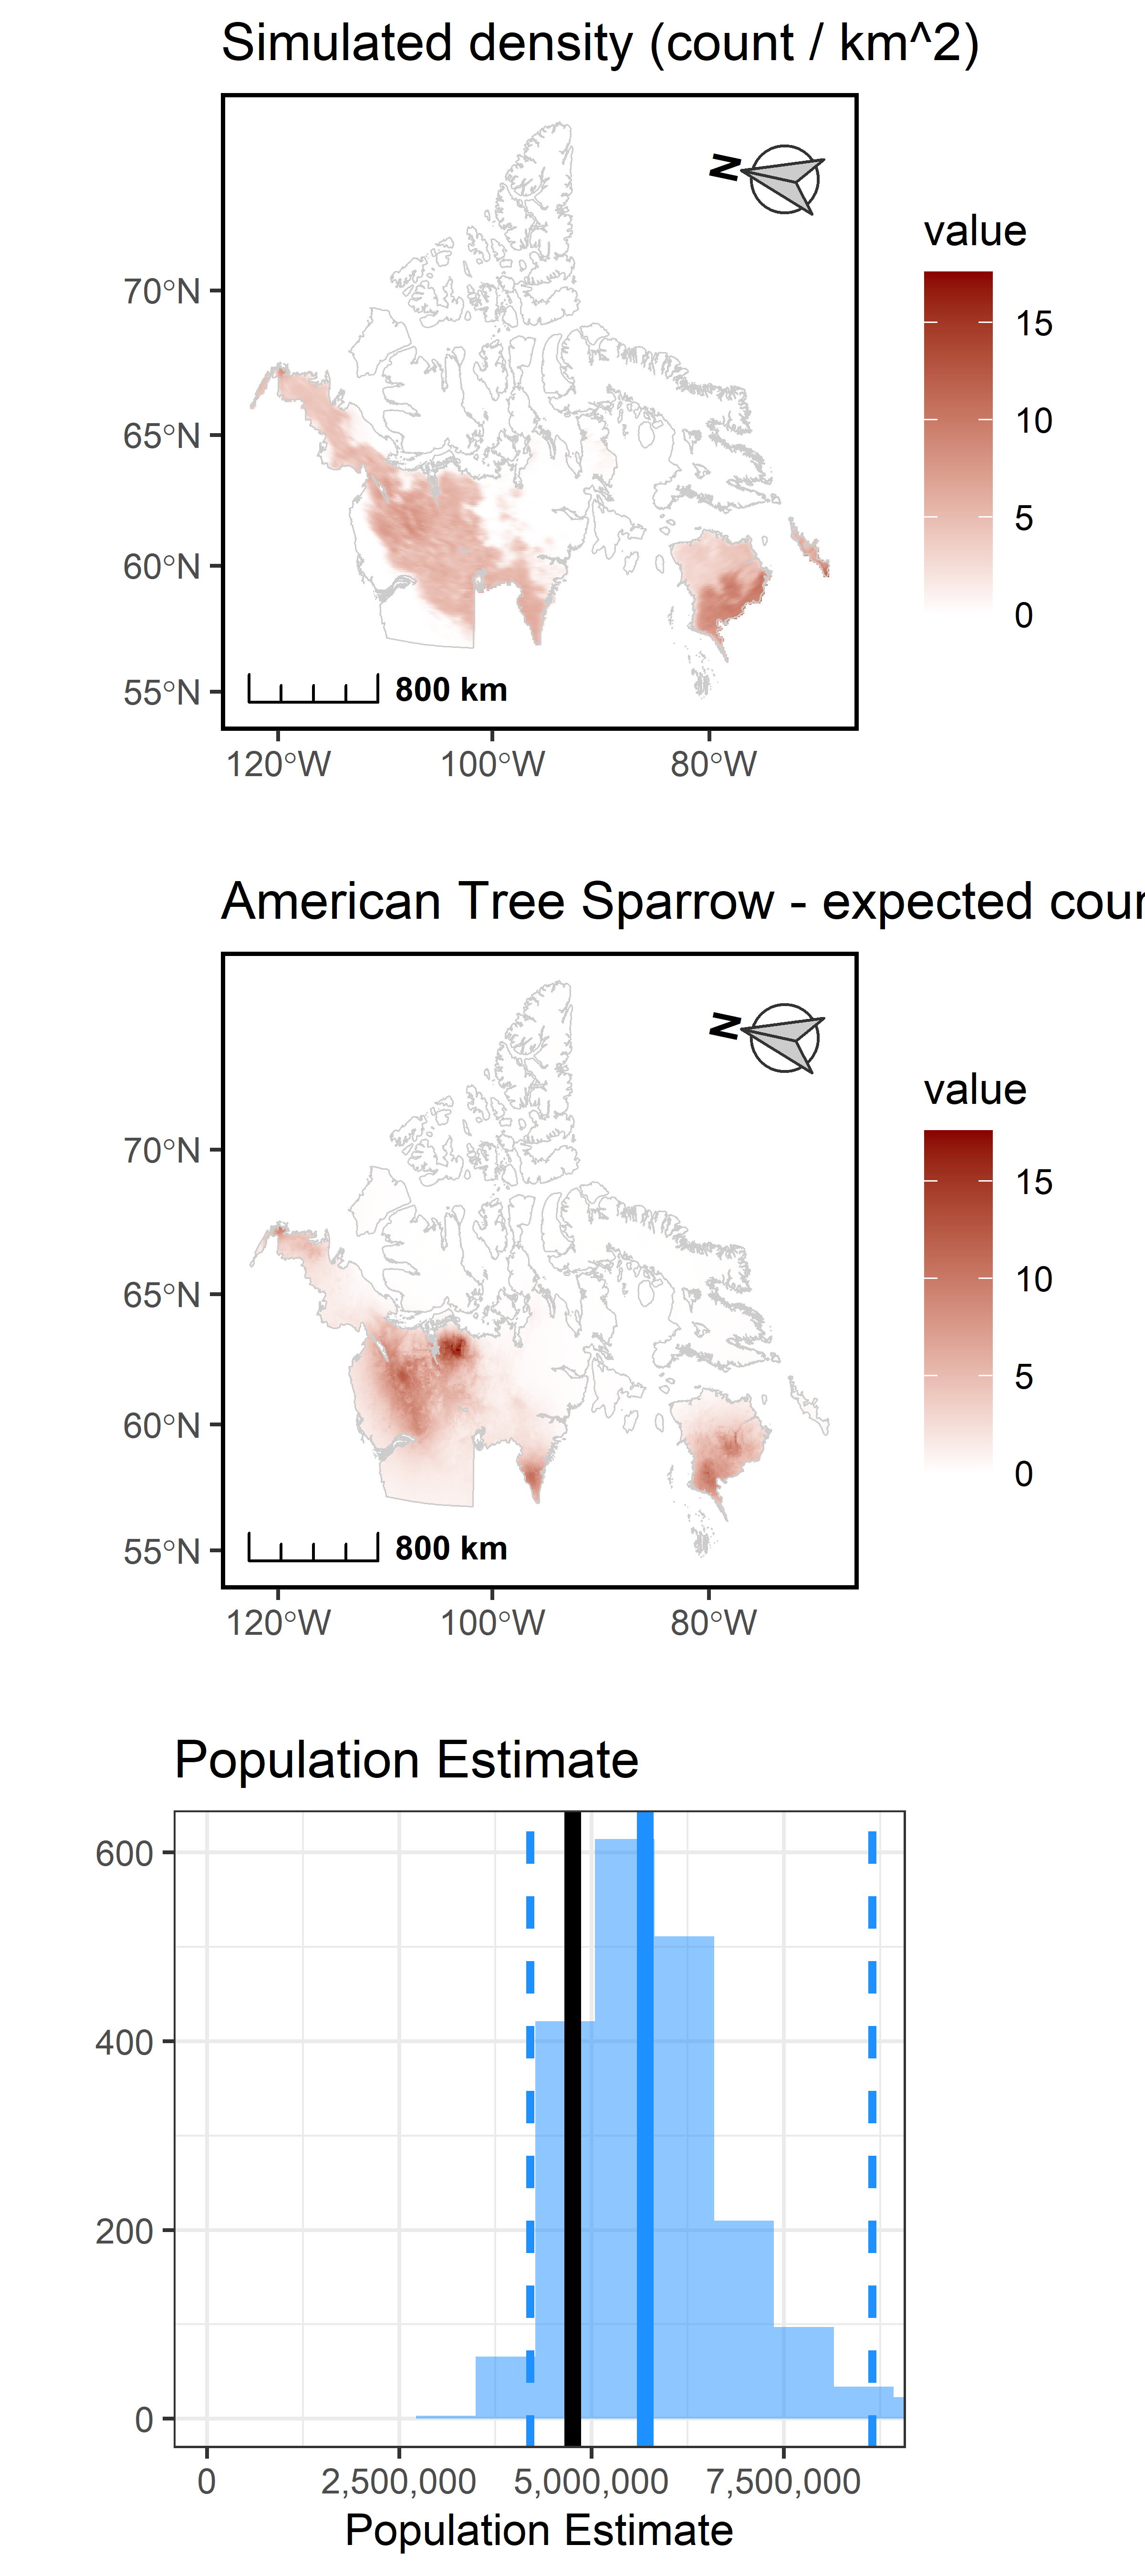 Simulated density (count / km^2)
N
70°N
65°N
60°N
55°N
800 km
120°W 100°W 80°W
value
15
10
5
0
American Tree Sparrow - expected
N
70°N
65°N
60°N
55°N
800 km
120°W 100°W 80°W
value
15
10
5
0
Population Estimate
600
400
200
0
0 2,500,000 5,000,000 7,500,000
Population Estimate